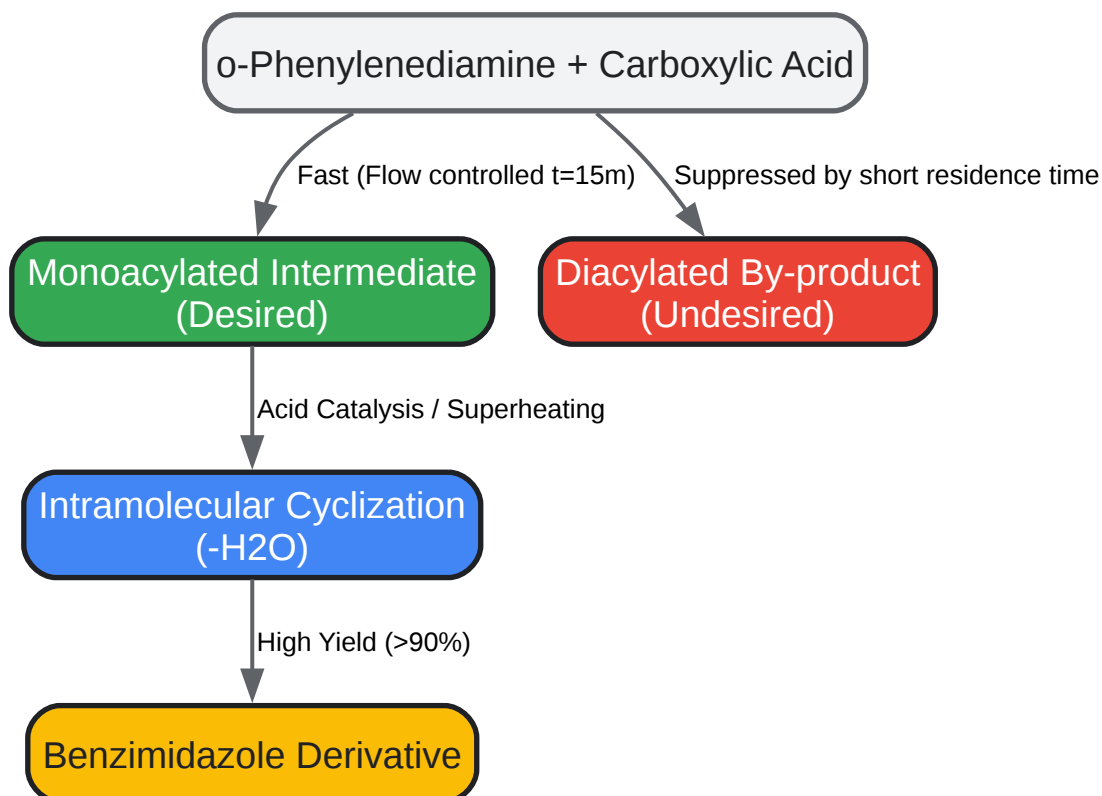 o-Phenylenediamine + Carboxylic Acid
Fast (Flow controlled t=15m)
Suppressed by short residence time
Monoacylated Intermediate
(Desired)
Diacylated By-product
(Undesired)
Acid Catalysis / Superheating
Intramolecular Cyclization
(-H2O)
High Yield (>90%)
Benzimidazole Derivative